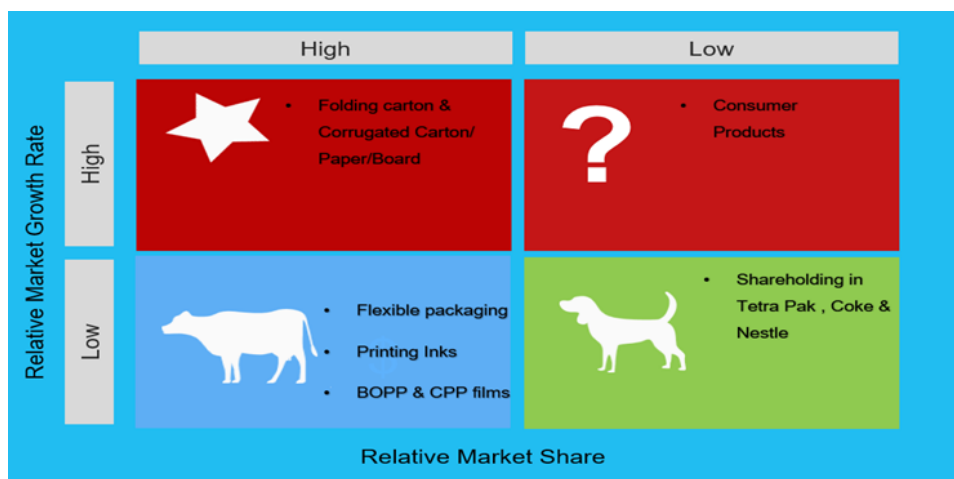 High
Low
Relative Market Growth Rate
High
• Folding carton &
Corrugated Carton/
Paper/Board
?
• Consumer
Products
Low
• Flexible packaging
• Printing Inks
• BOPP & CPP films
• Shareholding in
Tetra Pak , Coke &
Nestle
Relative Market Share